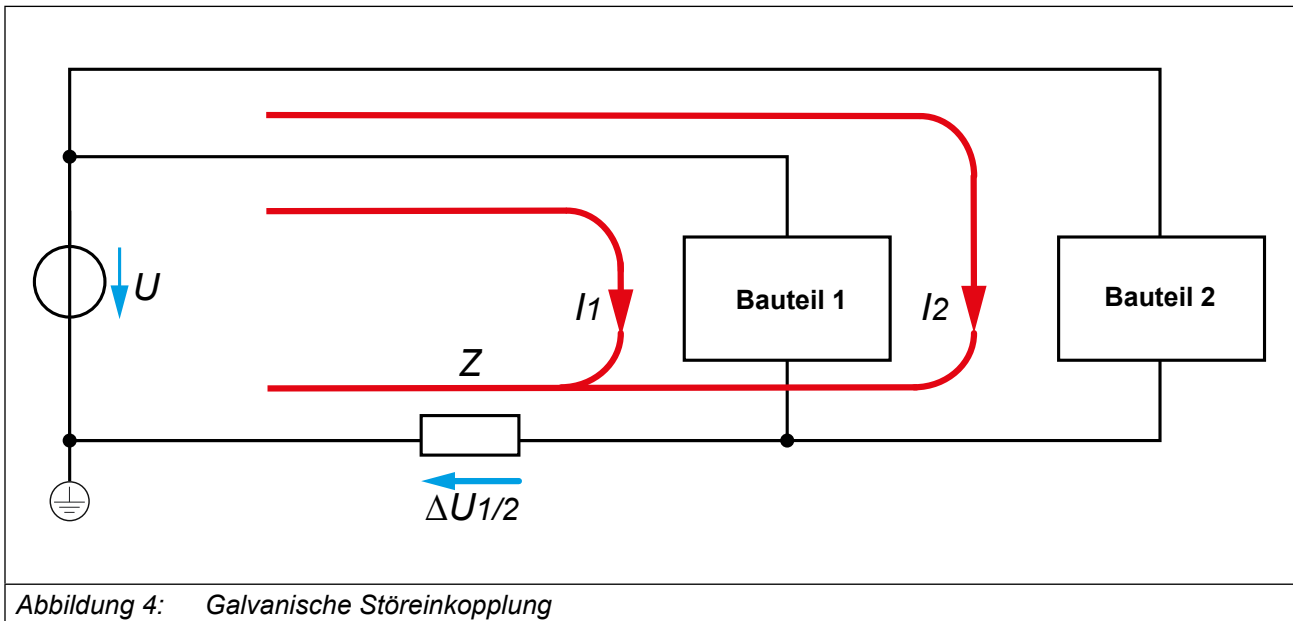 U
I1
Bauteil 1
I2
Bauteil 2
Z
ΔU1/2
Abbildung 4: Galvanische Störeinkopplung